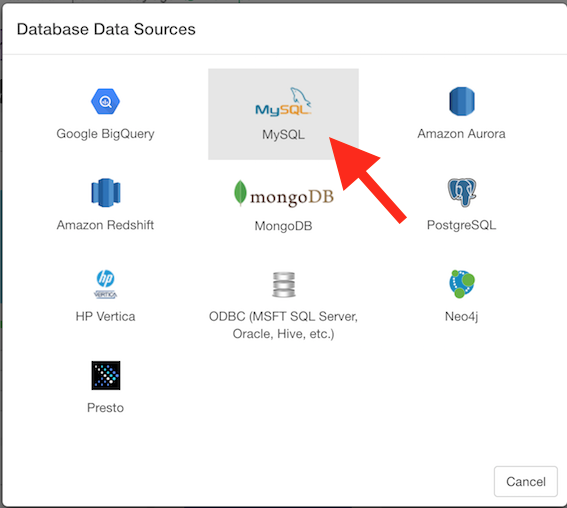 Database Data Sources
MySQL
Google BigQuery
MySQL
Amazon Aurora
mongoDB
Amazon Redshift
MongoDB
PostgreSQL
hp
VERTICA
HP Vertica
ODBC (MSFT SQL Server,
Oracle, Hive, etc.)
Neo4j
Presto
Cancel